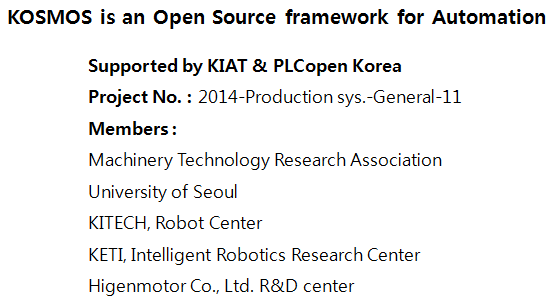 KOSMOS is an Open Source framework for Automation
Supported by KIAT & PLCopen Korea
Project No. : 2014-Production sys.-General-11
Members :
Machinery Technology Research Association
University of Seoul
KITECH, Robot Center
KETI, Intelligent Robotics Research Center
Higenmotor Co., Ltd. R&D center